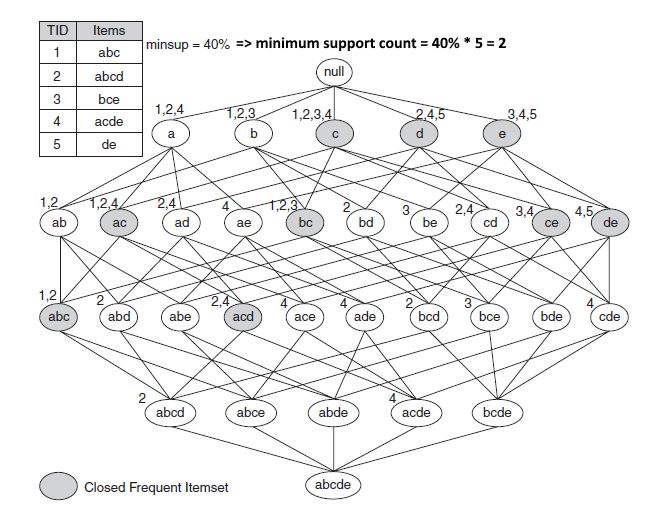 TID Items
1 abc
2 abcd
3 bce
4 acde
5 de
minsup = 40% => minimum support count = 40% * 5 = 2
null
1,2,4 1,2,3 1,2,3,4 2,4,5 3,4,5
a b c d e
1,2 1,2,4 2,4 4 1,2,3 2 3 2,4 3,4 4,5
ab ac ad ae bc bd be cd ce de
1,2 2 2,4 4 4 2 3 4
abc abd abe acd ace ade bcd bce bde cde
2 4
abcd abce abde acde bcde
abcde
Closed Frequent Itemset